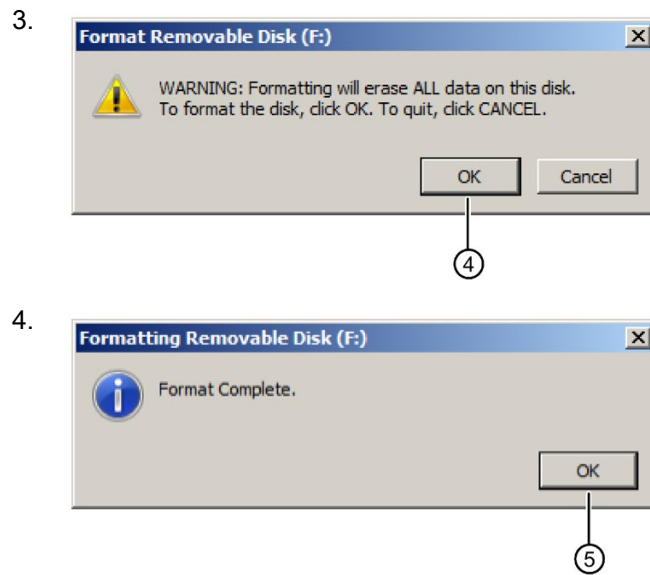 3.
Format Removable Disk (F:)
WARNING: Formatting will erase ALL data on this disk.
To format the disk, click OK. To quit, click CANCEL.
OK Cancel
4
4.
Formatting Removable Disk (F:)
Format Complete.
OK
5